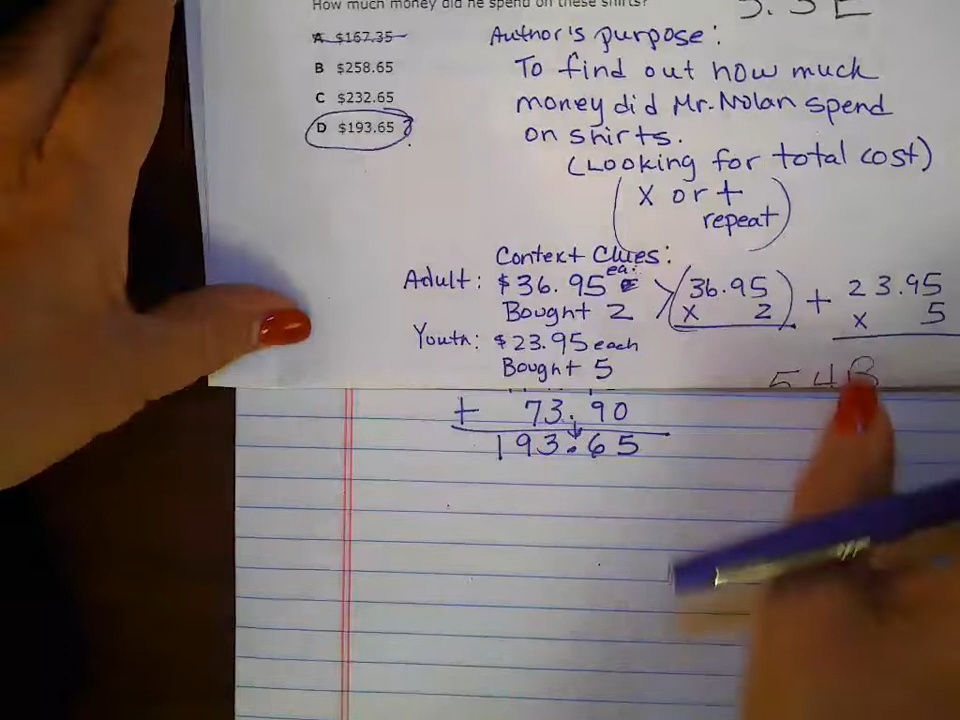 How much money did he spend on these shirts?
5.3E
A $167.35
B $258.65
C $232.65
D $193.65
Author's purpose:
To find out how much
money did Mr. Nolan spend
on shirts.
(Looking for total cost)
(X or +
repeat)
Context Clues:
Adult: $36.95 ea.
Bought 2
Youth: $23.95 each
Bought 5
(36.95
x 2)
+
23.95
x 5
54
+ 73.90
193.65